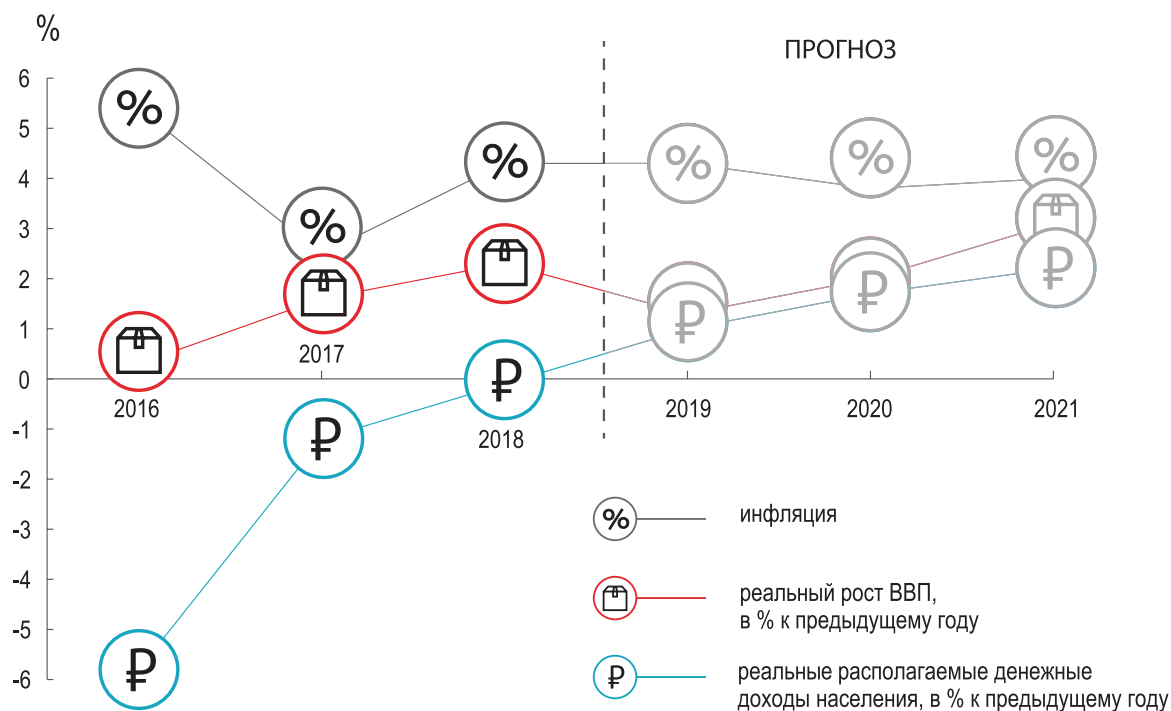 %
ПРОГНОЗ
6
5
4
3
2
1
0
-1
-2
-3
-4
-5
-6
% % % % % %
₽ ₽ ₽ ₽ ₽ ₽
2016
2017
2018
2019
2020
2021
% инфляция
реальный рост ВВП,
в % к предыдущему году
₽ реальные располагаемые денежные
доходы населения, в % к предыдущему году